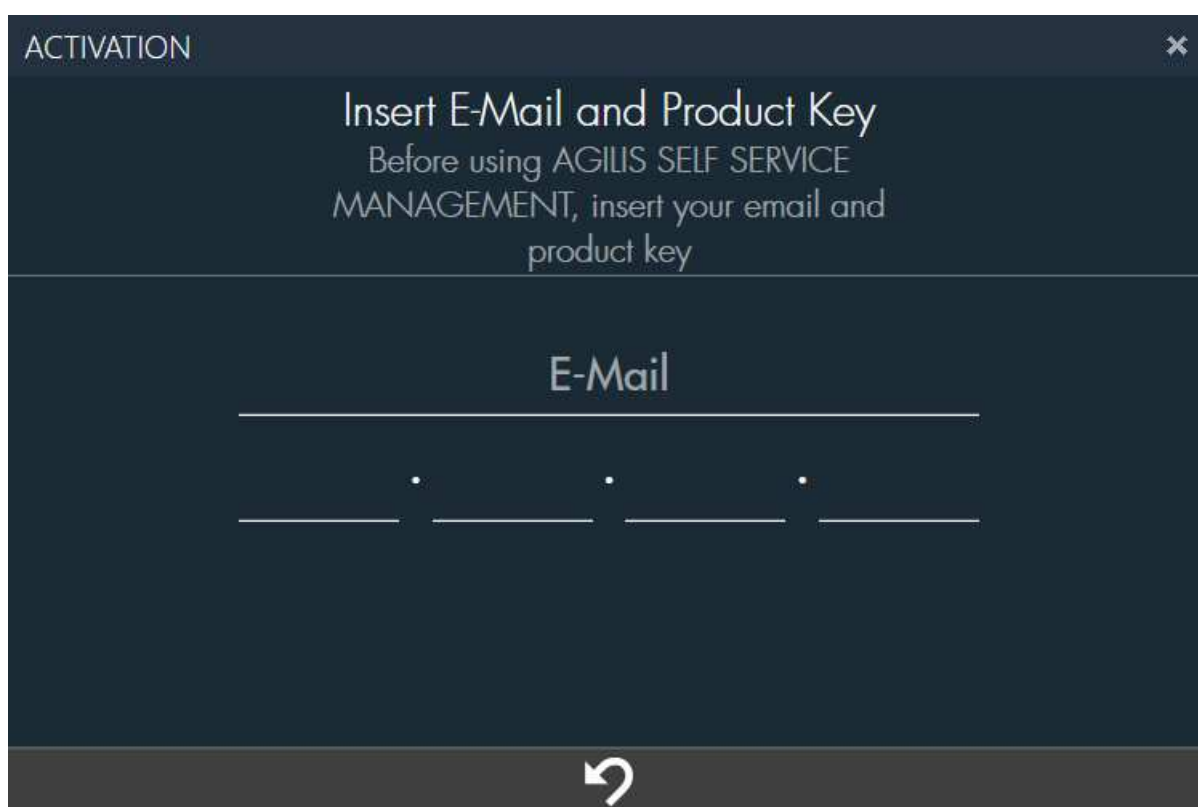 ACTIVATION
Insert E-Mail and Product Key
Before using AGILIS SELF SERVICE
MANAGEMENT, insert your email and
product key
E-Mail